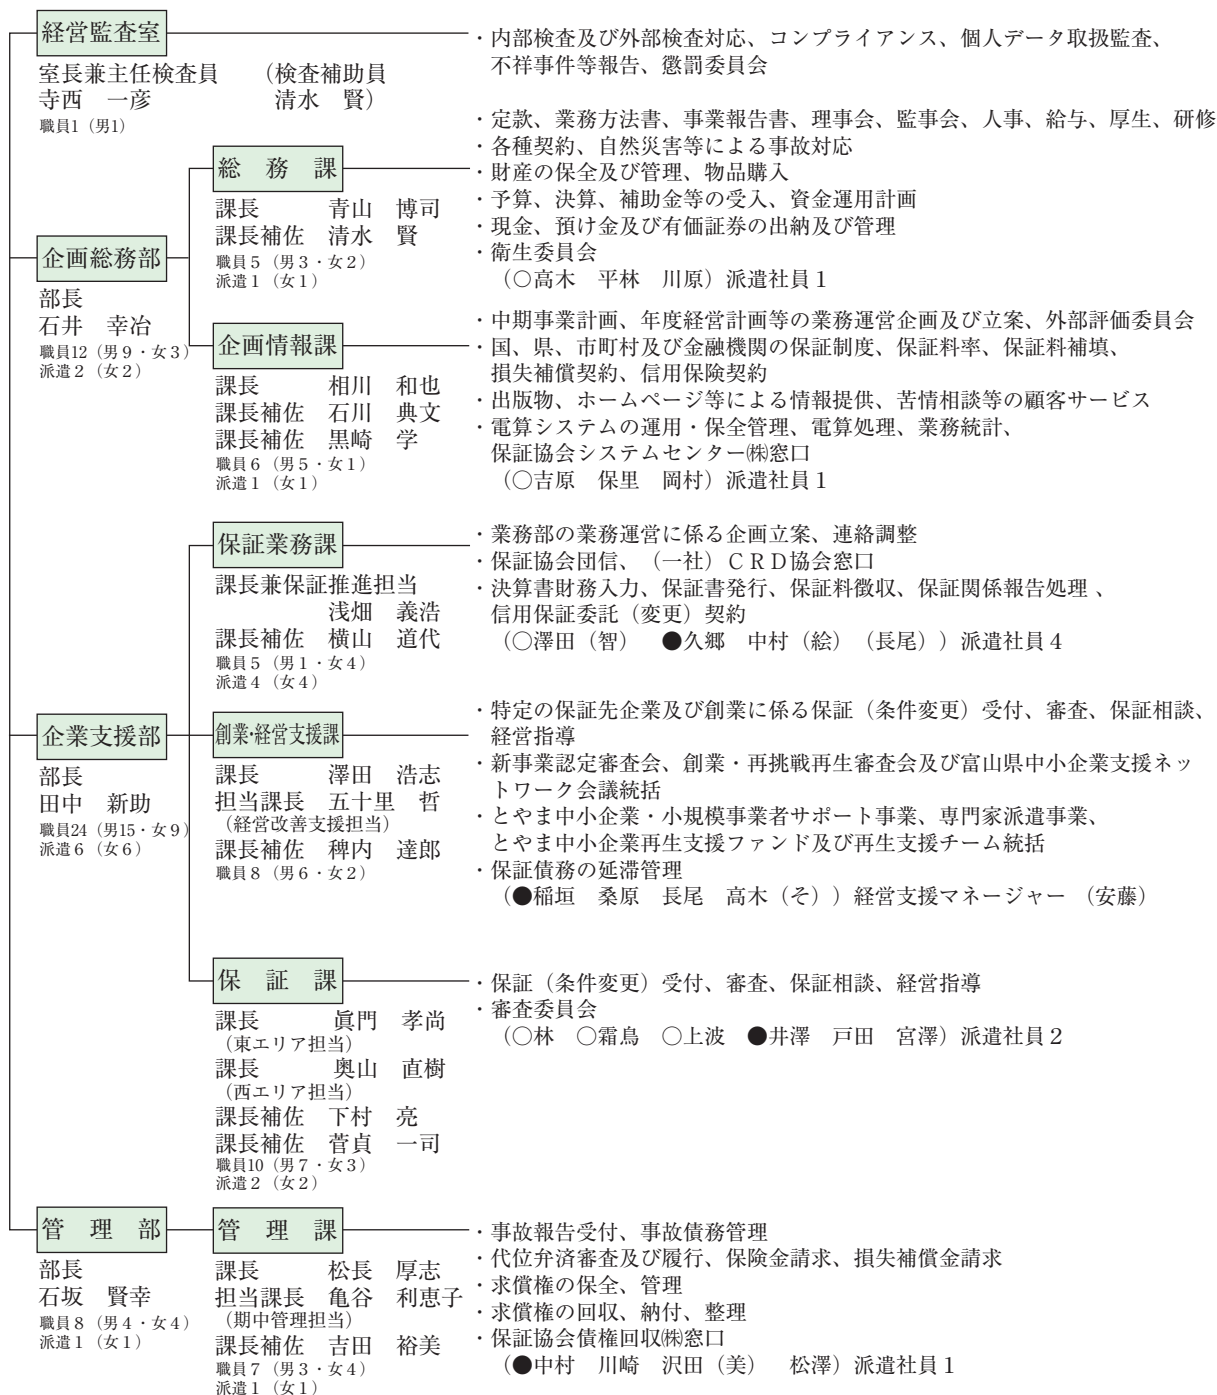 経営監査室
室長兼主任検査員　（検査補助員
寺西　一彦　　　　　清水　賢）
職員1（男1）
・内部検査及び外部検査対応、コンプライアンス、個人データ取扱監査、
不祥事件等報告、懲罰委員会
企画総務部
部長
石井　幸治
職員12（男９・女３）
派遣２（女２）
総　務　課
課長　　　青山　博司
課長補佐　清水　賢
職員５（男３・女２）
派遣１（女１）
・定款、業務方法書、事業報告書、理事会、監事会、人事、給与、厚生、研修
・各種契約、自然災害等による事故対応
・財産の保全及び管理、物品購入
・予算、決算、補助金等の受入、資金運用計画
・現金、預け金及び有価証券の出納及び管理
・衛生委員会
（○高木　平林　川原）派遣社員１
企画情報課
課長　　　相川　和也
課長補佐　石川　典文
課長補佐　黒崎　学
職員６（男５・女１）
派遣１（女１）
・中期事業計画、年度経営計画等の業務運営企画及び立案、外部評価委員会
・国、県、市町村及び金融機関の保証制度、保証料率、保証料補填、
損失補償契約、信用保険契約
・出版物、ホームページ等による情報提供、苦情相談等の顧客サービス
・電算システムの運用・保全管理、電算処理、業務統計、
保証協会システムセンター㈱窓口
（○吉原　保里　岡村）派遣社員１
企業支援部
部長
田中　新助
職員24（男15・女９）
派遣６（女６）
保証業務課
課長兼保証推進担当
浅畑　義浩
課長補佐　横山　道代
職員５（男１・女４）
派遣４（女４）
・業務部の業務運営に係る企画立案、連絡調整
・保証協会団信、（一社）ＣＲＤ協会窓口
・決算書財務入力、保証書発行、保証料徴収、保証関係報告処理 、
信用保証委託（変更）契約
（○澤田（智）　●久郷　中村（絵）（長尾））派遣社員４
創業・経営支援課
課長　　　澤田　浩志
担当課長　五十里　哲
（経営改善支援担当）
課長補佐　稗内　達郎
職員８（男６・女２）
・特定の保証先企業及び創業に係る保証（条件変更）受付、審査、保証相談、
経営指導
・新事業認定審査会、創業・再挑戦再生審査会及び富山県中小企業支援ネッ
トワーク会議統括
・とやま中小企業・小規模事業者サポート事業、専門家派遣事業、
とやま中小企業再生支援ファンド及び再生支援チーム統括
・保証債務の延滞管理
（●稲垣　桑原　長尾　高木（そ））経営支援マネージャー　（安藤）
保　証　課
課長　　　眞門　孝尚
（東エリア担当）
課長　　　奥山　直樹
（西エリア担当）
課長補佐　下村　亮
課長補佐　菅貞　一司
職員10（男７・女３）
派遣２（女２）
・保証（条件変更）受付、審査、保証相談、経営指導
・審査委員会
（○林　○霜鳥　○上波　●井澤　戸田　宮澤）派遣社員２
管　理　部
部長
石坂　賢幸
職員８（男４・女４）
派遣１（女１）
管　理　課
課長　　　松長　厚志
担当課長　亀谷　利恵子
（期中管理担当）
課長補佐　吉田　裕美
職員７（男３・女４）
派遣１（女１）
・事故報告受付、事故債務管理
・代位弁済審査及び履行、保険金請求、損失補償金請求
・求償権の保全、管理
・求償権の回収、納付、整理
・保証協会債権回収㈱窓口
（●中村　川崎　沢田（美）　松澤）派遣社員１